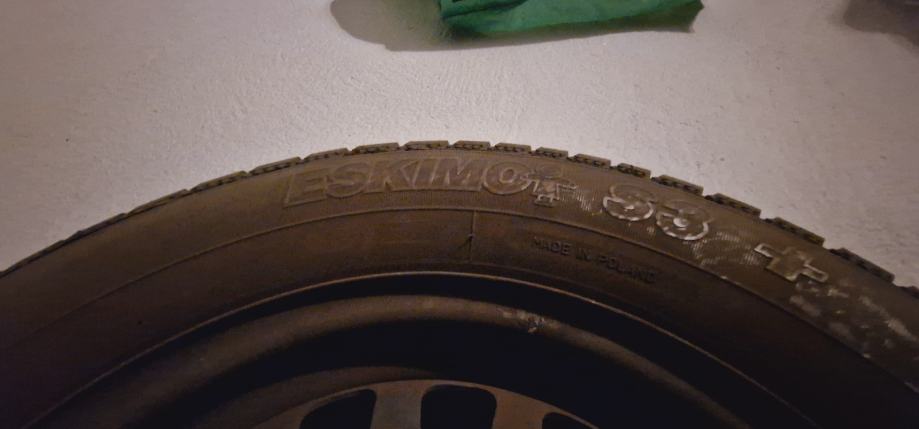 ESKIMO S3 +
MADE IN POLAND